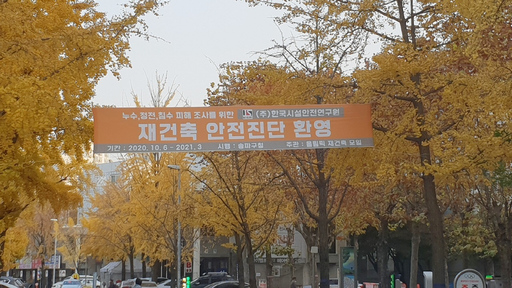 누수,정전,침수 피해 조사를 위한 (주)한국시설안전연구원
재건축 안전진단 환영
기간 : 2020. 10. 6 ~ 2021. 3 시행 : 송파구청 주관 : 올림픽 재건축 모임